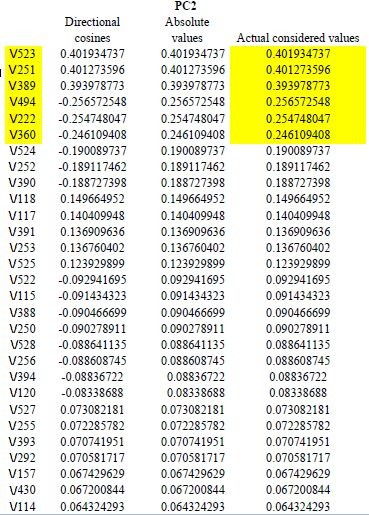 PC2
Directional cosines Absolute values Actual considered values
V523 0.401934737 0.401934737 0.401934737
V251 0.401273596 0.401273596 0.401273596
V389 0.393978773 0.393978773 0.393978773
V494 -0.256572548 0.256572548 0.256572548
V222 -0.254748047 0.254748047 0.254748047
V360 -0.246109408 0.246109408 0.246109408
V524 -0.190089737 0.190089737 0.190089737
V252 -0.189117462 0.189117462 0.189117462
V390 -0.188727398 0.188727398 0.188727398
V118 0.149664952 0.149664952 0.149664952
V117 0.140409948 0.140409948 0.140409948
V391 0.136909636 0.136909636 0.136909636
V253 0.136760402 0.136760402 0.136760402
V525 0.123929899 0.123929899 0.123929899
V522 -0.092941695 0.092941695 0.092941695
V115 -0.091434323 0.091434323 0.091434323
V388 -0.090466699 0.090466699 0.090466699
V250 -0.090278911 0.090278911 0.090278911
V528 -0.088641135 0.088641135 0.088641135
V256 -0.088608745 0.088608745 0.088608745
V394 -0.08836722 0.08836722 0.08836722
V120 -0.08338688 0.08338688 0.08338688
V527 0.073082181 0.073082181 0.073082181
V255 0.072285782 0.072285782 0.072285782
V393 0.070741951 0.070741951 0.070741951
V292 0.070581717 0.070581717 0.070581717
V157 0.067429629 0.067429629 0.067429629
V430 0.067200844 0.067200844 0.067200844
V114 0.064324293 0.064324293 0.064324293